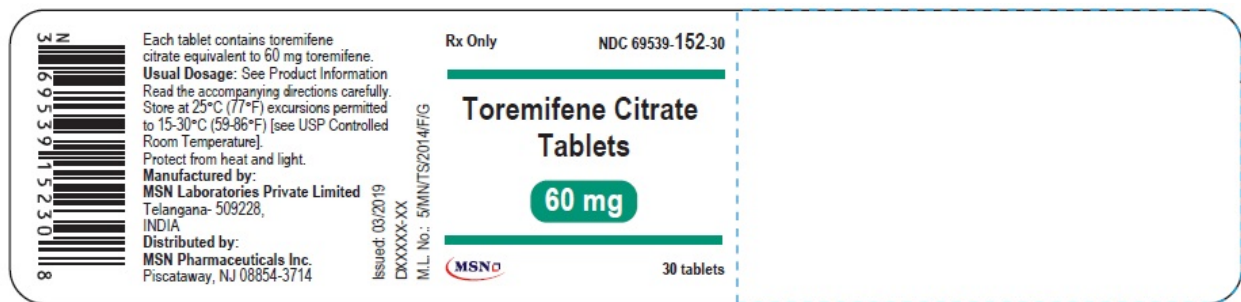 N
3 69539 15230 8
Each tablet contains toremifene
citrate equivalent to 60 mg toremifene.
Usual Dosage: See Product Information
Read the accompanying directions carefully.
Store at 25°C (77°F) excursions permitted
to 15-30°C (59-86°F) [see USP Controlled
Room Temperature].
Protect from heat and light.
Manufactured by:
MSN Laboratories Private Limited
Telangana- 509228,
INDIA
Distributed by:
MSN Pharmaceuticals Inc.
Piscataway, NJ 08854-3714
Issued: 03/2019
DXXXXX-XX
M.L. No.: 5/MN/TS/2014/F/G
Rx Only NDC 69539-152-30
Toremifene Citrate
Tablets
60 mg
MSN 30 tablets